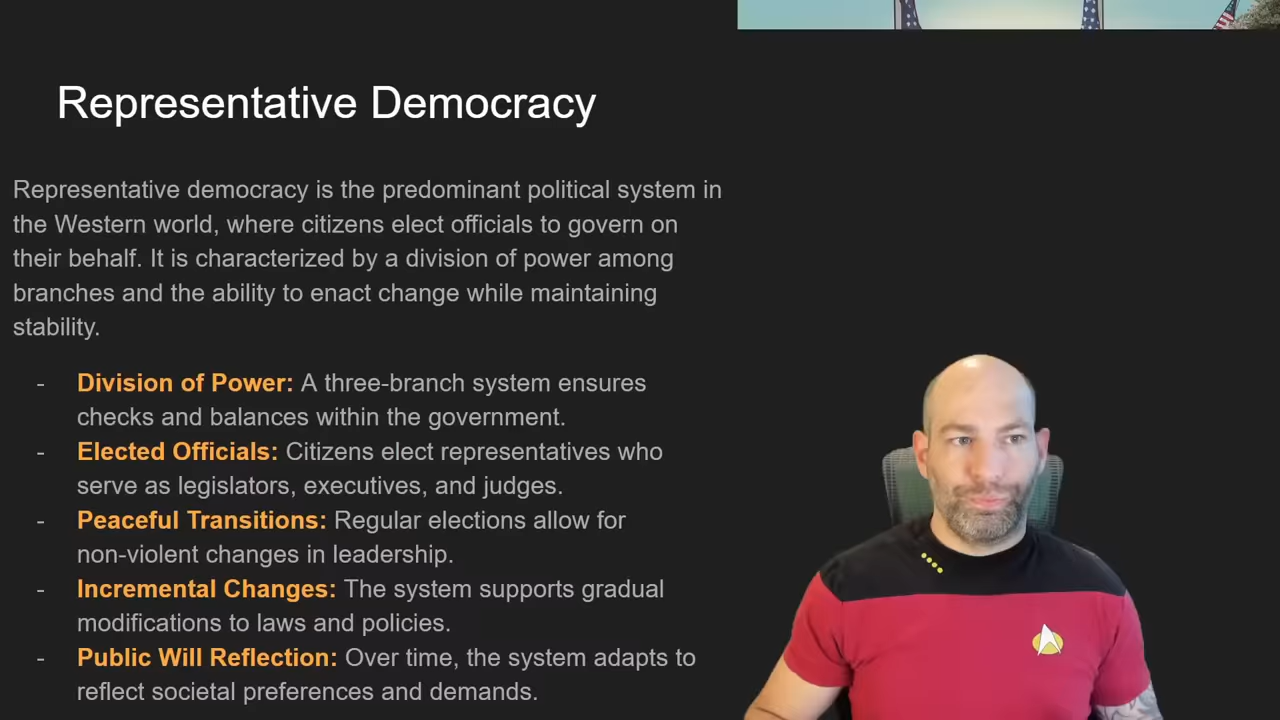 Representative Democracy
Representative democracy is the predominant political system in
the Western world, where citizens elect officials to govern on
their behalf. It is characterized by a division of power among
branches and the ability to enact change while maintaining
stability.
- Division of Power: A three-branch system ensures
checks and balances within the government.
- Elected Officials: Citizens elect representatives who
serve as legislators, executives, and judges.
- Peaceful Transitions: Regular elections allow for
non-violent changes in leadership.
- Incremental Changes: The system supports gradual
modifications to laws and policies.
- Public Will Reflection: Over time, the system adapts to
reflect societal preferences and demands.